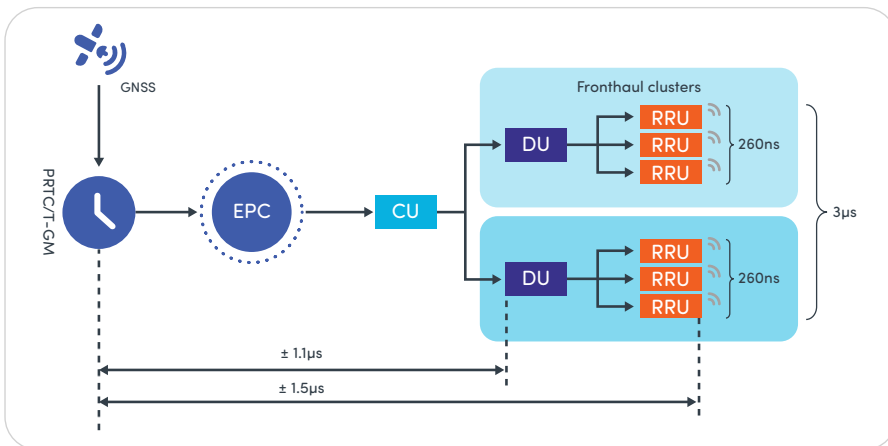 GNSS
PRTC/T-GM
EPC
CU
Fronthaul clusters
DU
RRU
RRU
RRU
260ns
3µs
DU
RRU
RRU
RRU
260ns
± 1.1µs
± 1.5µs